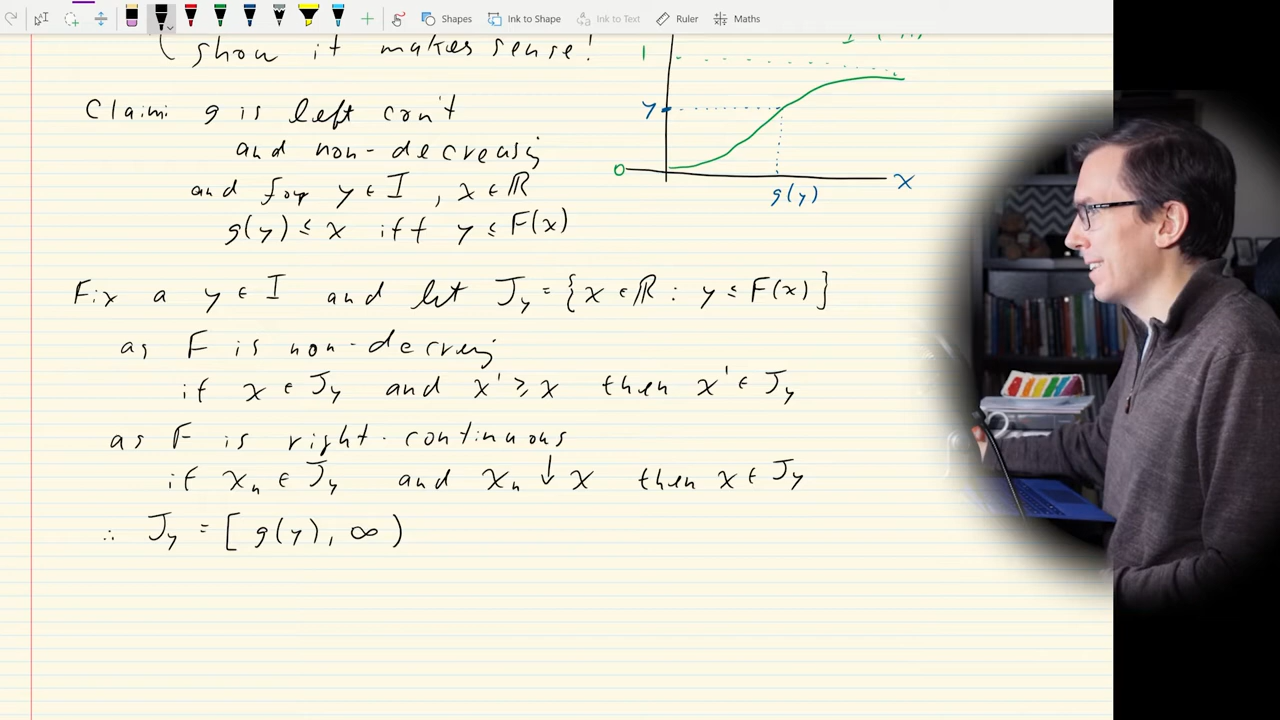 Shapes Ink to Shape Ink to Text Ruler Maths
( show it makes sense!
Claim: g is left con't
and non-decreasing
and for y ∈ I , x ∈ ℝ
g(y) ≤ x iff y ≤ F(x)
1
y
0
g(y)
x
Fix a y ∈ I and let J_y = { x ∈ ℝ : y ≤ F(x) }
as F is non-decresing
if x ∈ J_y and x' ≥ x then x' ∈ J_y
as F is right-continuous
if x_n ∈ J_y and x_n ↓ x then x ∈ J_y
∴ J_y = [ g(y), ∞ )